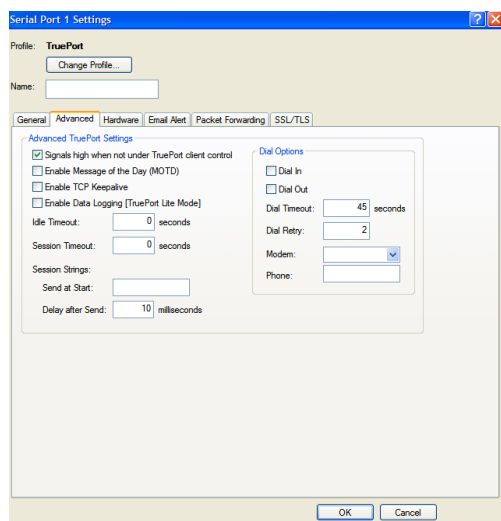 Serial Port 1 Settings
Profile: TruePort
Change Profile...
Name:
General Advanced Hardware Email Alert Packet Forwarding SSL/TLS
Advanced TruePort Settings
Signals high when not under TruePort client control
Enable Message of the Day (MOTD)
Enable TCP Keepalive
Enable Data Logging [TruePort Lite Mode]
Idle Timeout: 0 seconds
Session Timeout: 0 seconds
Session Strings:
Send at Start:
Delay after Send: 10 milliseconds
Dial Options
Dial In
Dial Out
Dial Timeout: 45 seconds
Dial Retry: 2
Modem:
Phone:
OK Cancel